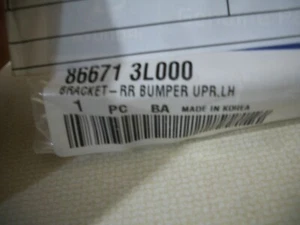 86671 3L000
BRACKET-RR BUMPER UPR,LH
1 PC BA MADE IN KOREA